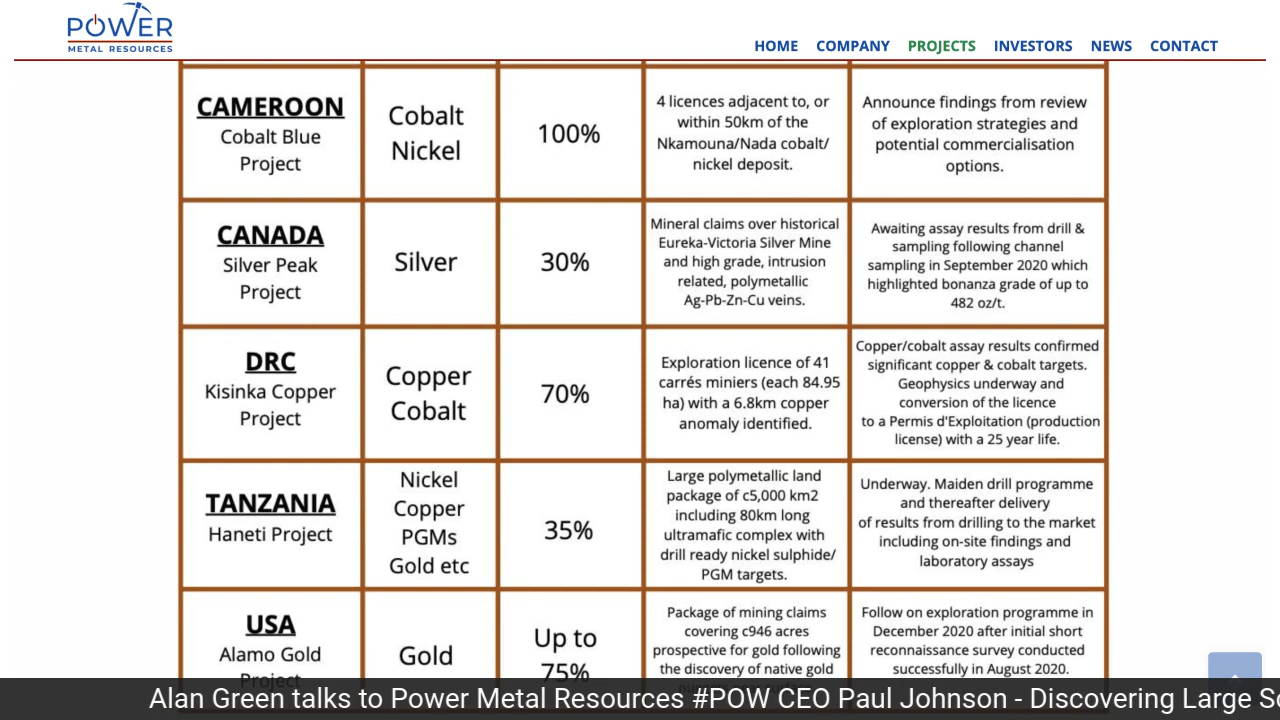 POWER
METAL RESOURCES
HOME COMPANY PROJECTS INVESTORS NEWS CONTACT
CAMEROON
Cobalt Blue
Project
Cobalt
Nickel
100%
4 licences adjacent to, or
within 50km of the
Nkamouna/Nada cobalt/
nickel deposit.
Announce findings from review
of exploration strategies and
potential commercialisation
options.
CANADA
Silver Peak
Project
Silver
30%
Mineral claims over historical
Eureka-Victoria Silver Mine
and high grade, intrusion
related, polymetallic
Ag-Pb-Zn-Cu veins.
Awaiting assay results from drill &
sampling following channel
sampling in September 2020 which
highlighted bonanza grade of up to
482 oz/t.
DRC
Kisinka Copper
Project
Copper
Cobalt
70%
Exploration licence of 41
carrés miniers (each 84.95
ha) with a 6.8km copper
anomaly identified.
Copper/cobalt assay results confirmed
significant copper & cobalt targets.
Geophysics underway and
conversion of the licence
to a Permis d'Exploitation (production
license) with a 25 year life.
TANZANIA
Haneti Project
Nickel
Copper
PGMs
Gold etc
35%
Large polymetallic land
package of c5,000 km2
including 80km long
ultramafic complex with
drill ready nickel sulphide/
PGM targets.
Underway. Maiden drill programme
and thereafter delivery
of results from drilling to the market
including on-site findings and
laboratory assays
USA
Alamo Gold
Project
Gold
Up to
75%
Package of mining claims
covering c946 acres
prospective for gold following
the discovery of native gold
Follow on exploration programme in
December 2020 after initial short
reconnaissance survey conducted
successfully in August 2020.
Alan Green talks to Power Metal Resources #POW CEO Paul Johnson - Discovering Large Sc